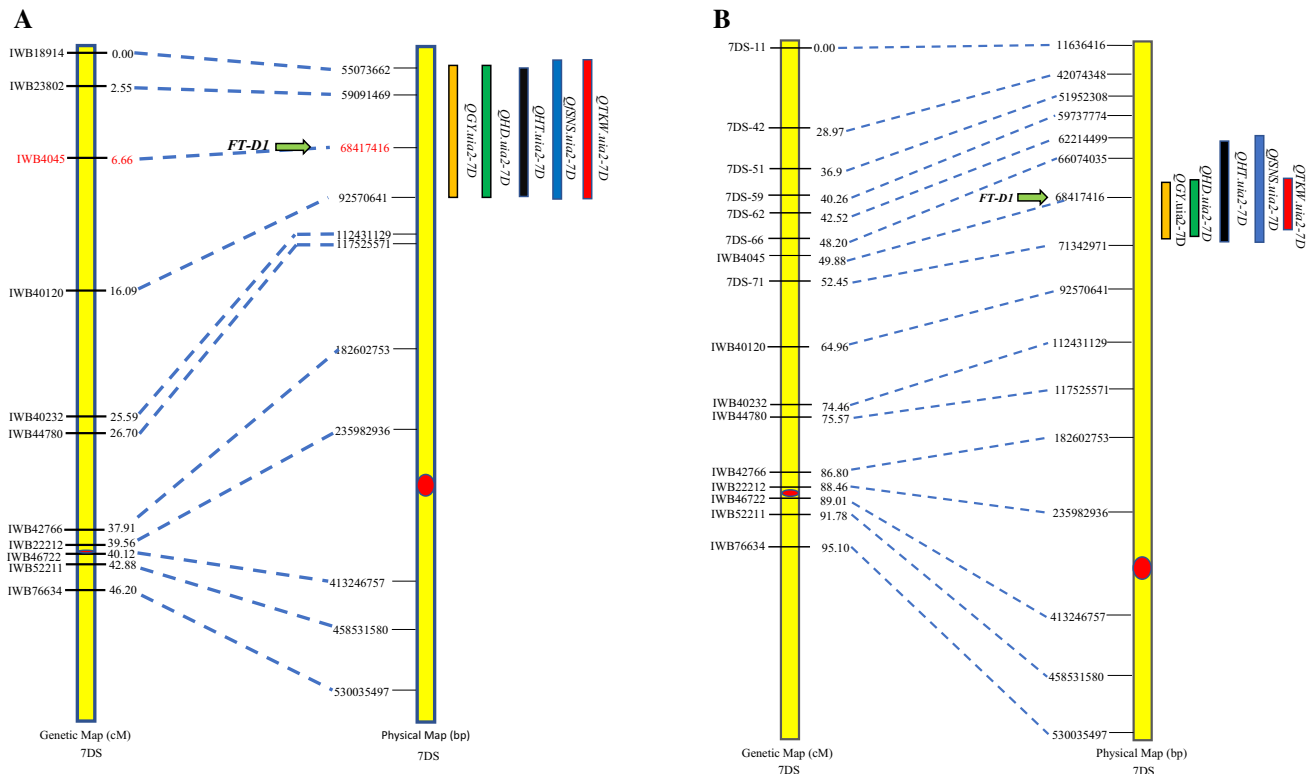 A
IWB18914 0.00
IWB23802 2.55
IWB4045 6.66
IWB40120 16.09
IWB40232 25.59
IWB44780 26.70
IWB42766 37.91
IWB22212 39.56
IWB46722 40.12
IWB52211 42.88
IWB76634 46.20
Genetic Map (cM)
7DS
55073662
59091469
FT-D1 68417416
92570641
112431129
117525571
182602753
235982936
413246757
458531580
530035497
Physical Map (bp)
7DS
QGY.uia2-7D
QHD.uia2-7D
QHT.uia2-7D
QfSNS.uia2-7D
QTKW.uia2-7D
B
7DS-11 0.00
7DS-42 28.97
7DS-51 36.9
7DS-59 40.26
7DS-62 42.52
7DS-66 48.20
IWB4045 49.88
7DS-71 52.45
IWB40120 64.96
IWB40232 74.46
IWB44780 75.57
IWB42766 86.80
IWB22212 88.46
IWB46722 89.01
IWB52211 91.78
IWB76634 95.10
Genetic Map (cM)
7DS
11636416
42074348
51952308
59737774
62214499
66074035
FT-D1 68417416
71342971
92570641
112431129
117525571
182602753
235982936
413246757
458531580
530035497
Physical Map (bp)
7DS
QGY.uia2-7D
QHD.uia2-7D
QHT.uia2-7D
QfSNS.uia2-7D
QTKW.uia2-7D